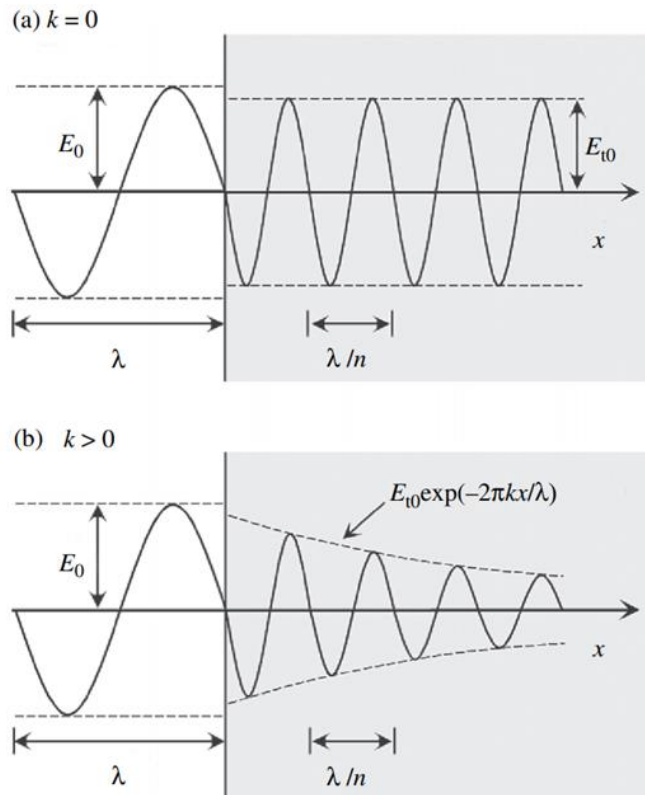 (a) k = 0
E₀
Eₜ₀
x
λ
λ/n
(b) k > 0
Eₜ₀exp(−2πkx/λ)
E₀
x
λ
λ/n